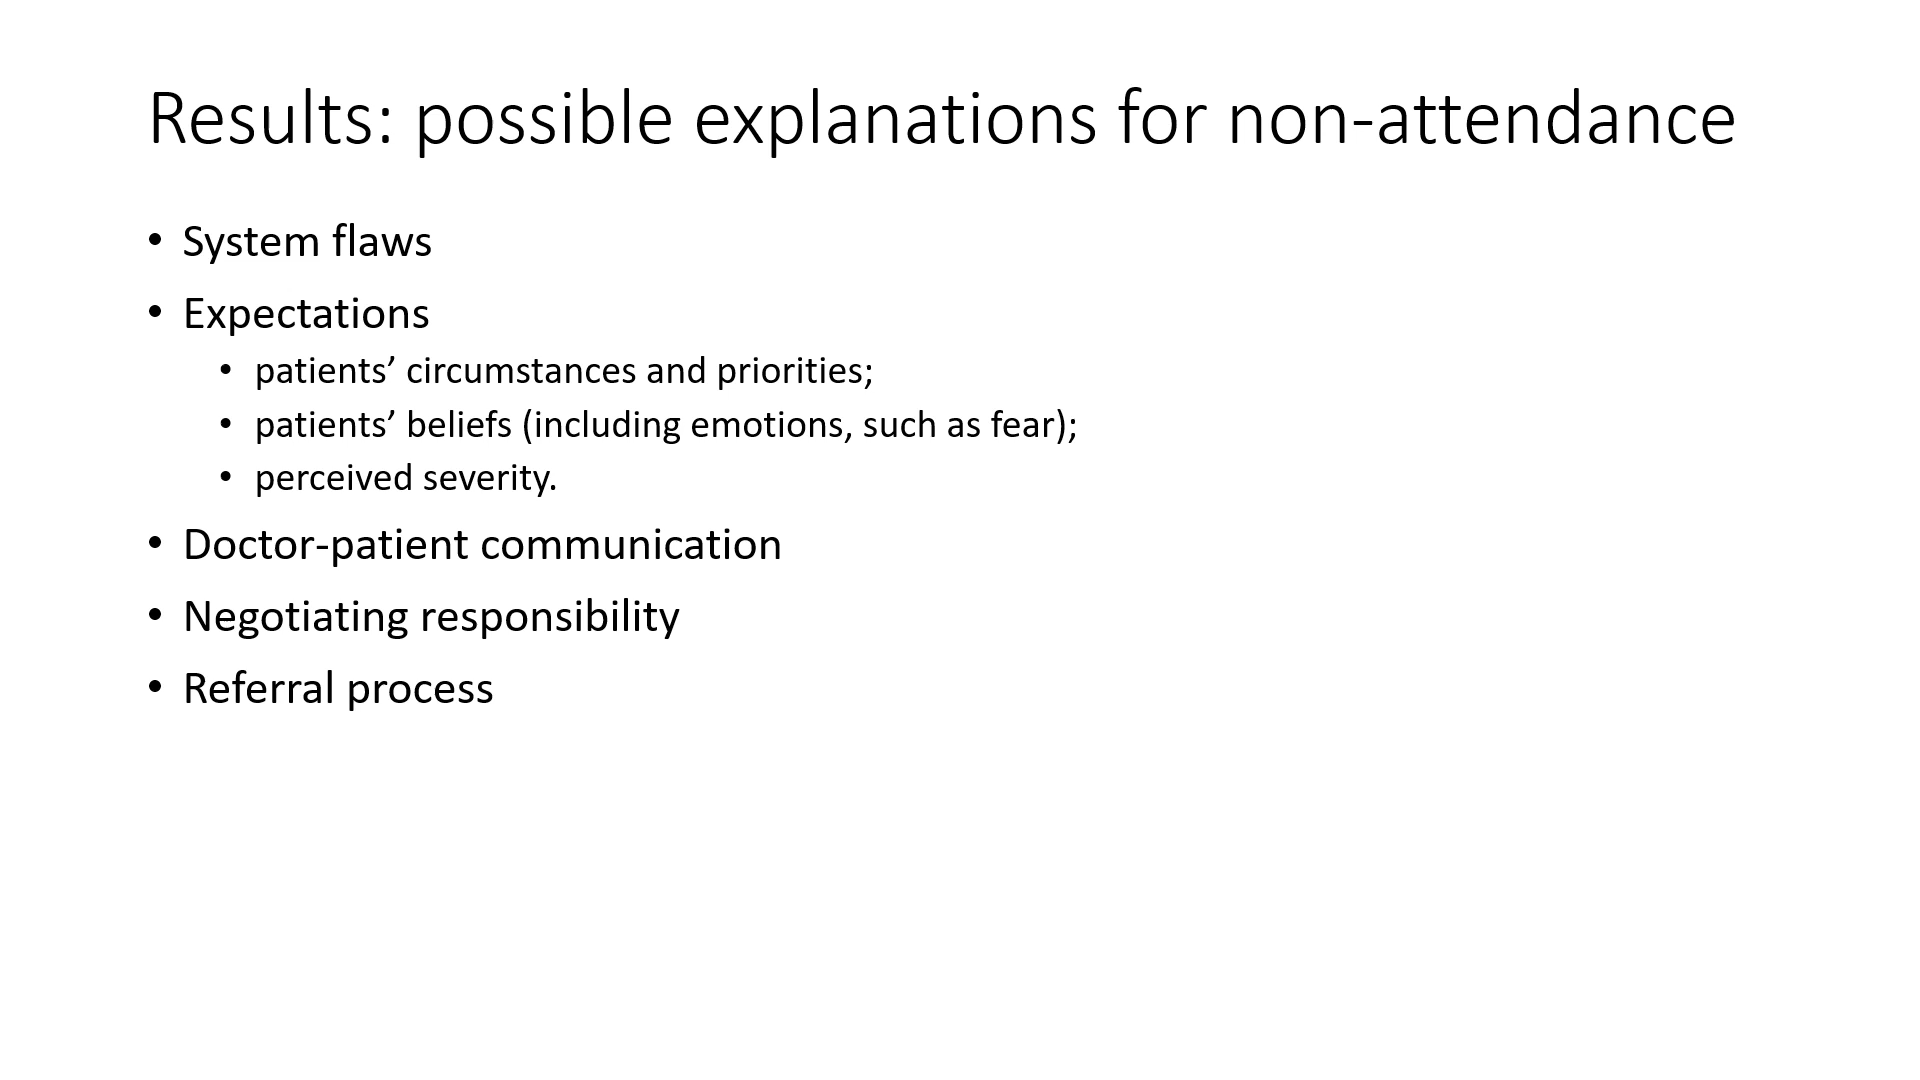 Results: possible explanations for non-attendance
• System flaws
• Expectations
• patients’ circumstances and priorities;
• patients’ beliefs (including emotions, such as fear);
• perceived severity.
• Doctor-patient communication
• Negotiating responsibility
• Referral process